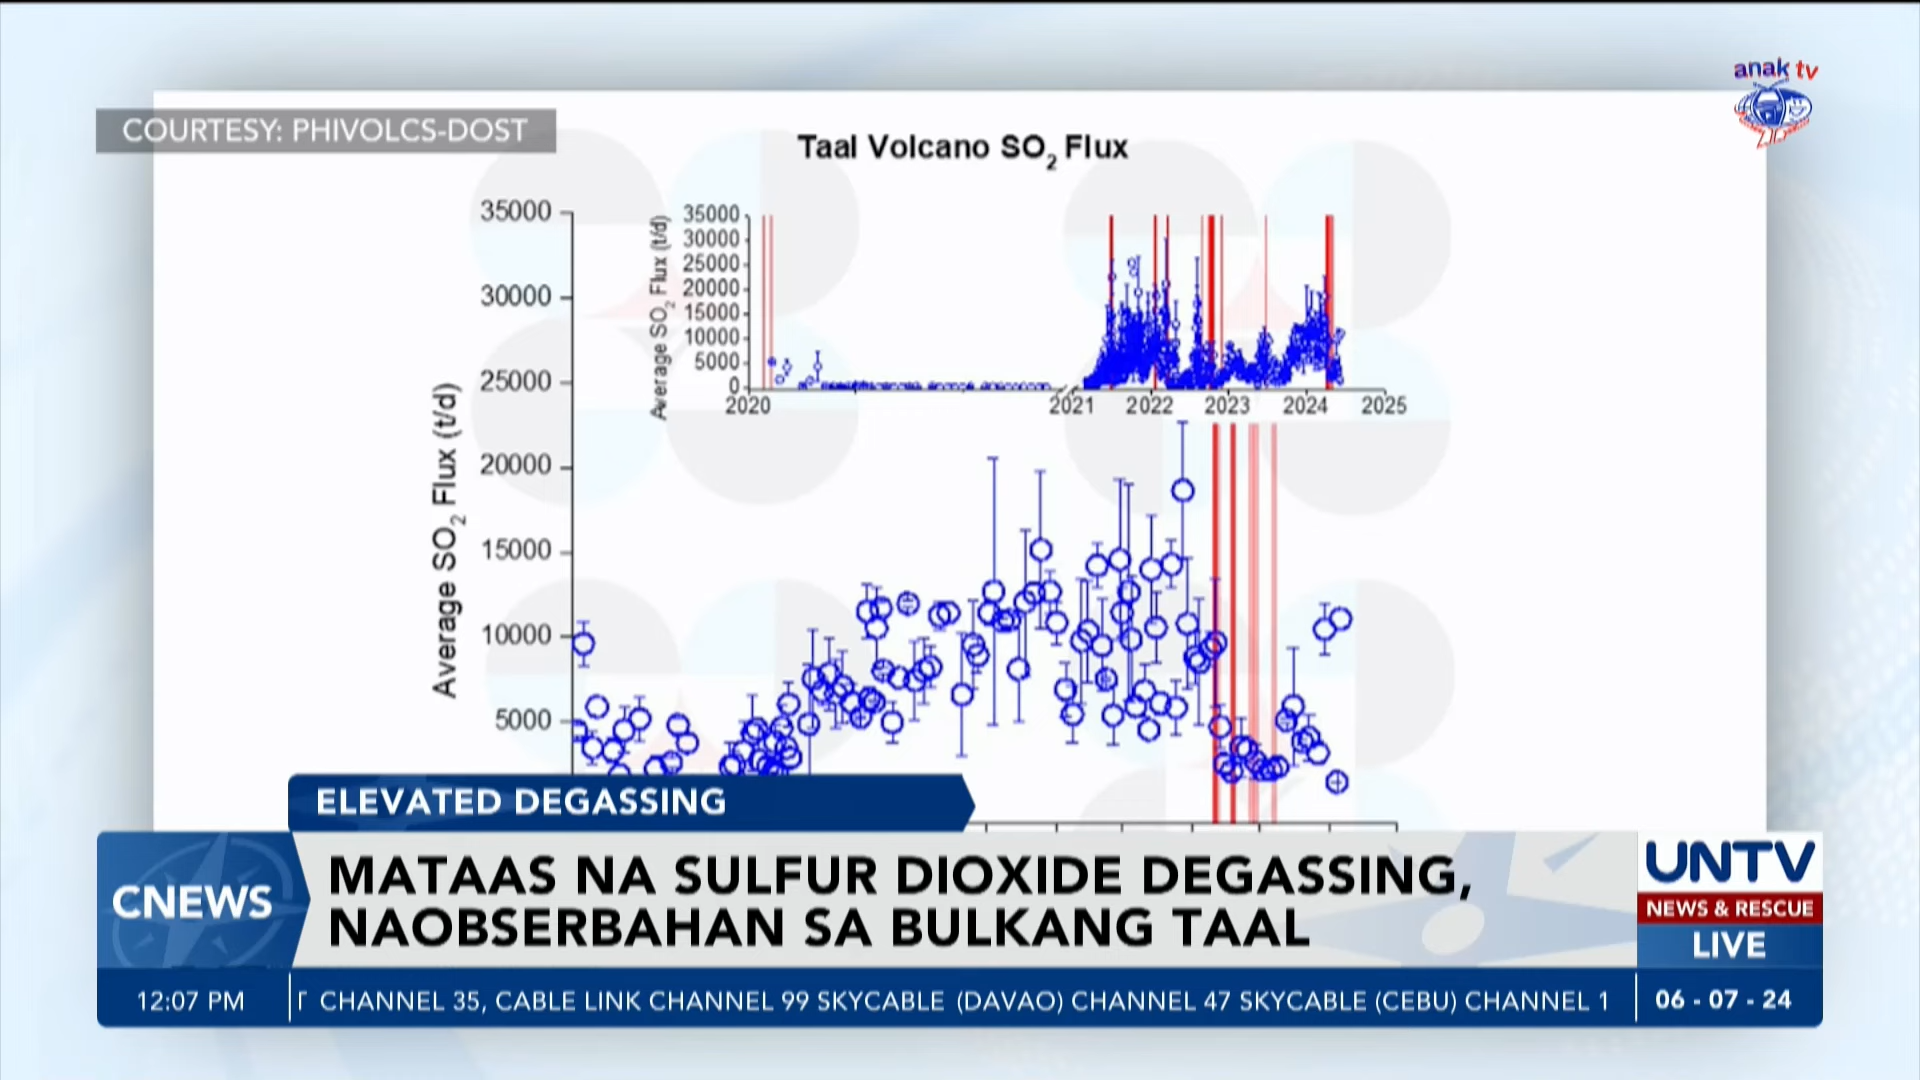 anak tv
COURTESY: PHIVOLCS-DOST
Taal Volcano SO2 Flux
Average SO2 Flux (t/d)
35000
30000
25000
20000
15000
10000
5000
Average SO2 Flux (t/d)
35000
30000
25000
20000
15000
10000
5000
0
2020
2021
2022
2023
2024
2025
ELEVATED DEGASSING
CNEWS
MATAAS NA SULFUR DIOXIDE DEGASSING,
NAOBSERBAHAN SA BULKANG TAAL
UNTV
NEWS & RESCUE
LIVE
12:07 PM
CHANNEL 35, CABLE LINK CHANNEL 99 SKYCABLE (DAVAO) CHANNEL 47 SKYCABLE (CEBU) CHANNEL 1
06 - 07 - 24